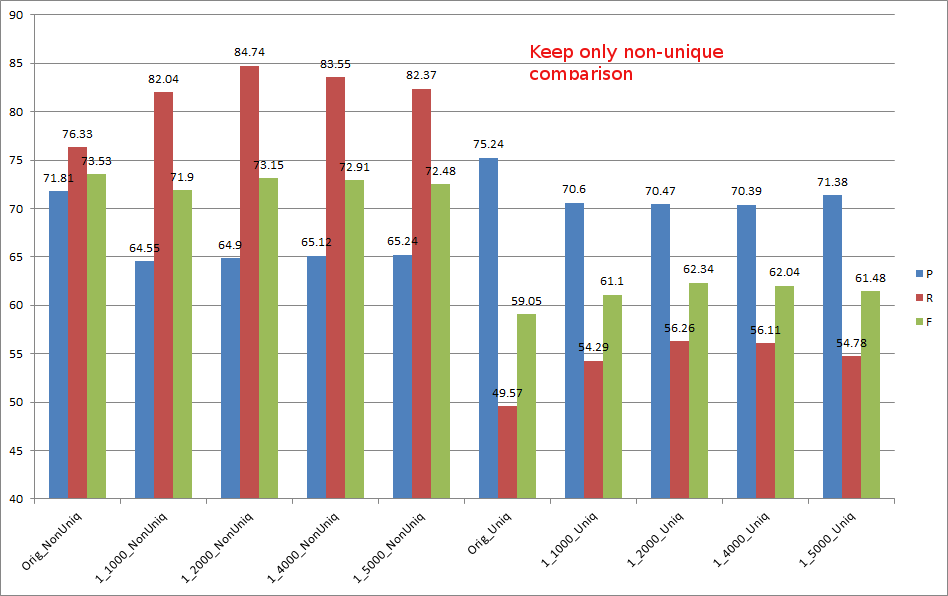 90
85
80
75
70
65
60
55
50
45
40
Keep only non-unique
comparison
71.81
76.33
73.53
64.55
82.04
71.9
64.9
84.74
73.15
65.12
83.55
72.91
65.24
82.37
72.48
75.24
49.57
59.05
70.6
54.29
61.1
70.47
56.26
62.34
70.39
56.11
62.04
71.38
54.78
61.48
P
R
F
Orig_NonUniq
1_1000_NonUniq
1_2000_NonUniq
1_4000_NonUniq
1_5000_NonUniq
Orig_Uniq
1_1000_Uniq
1_2000_Uniq
1_4000_Uniq
1_5000_Uniq